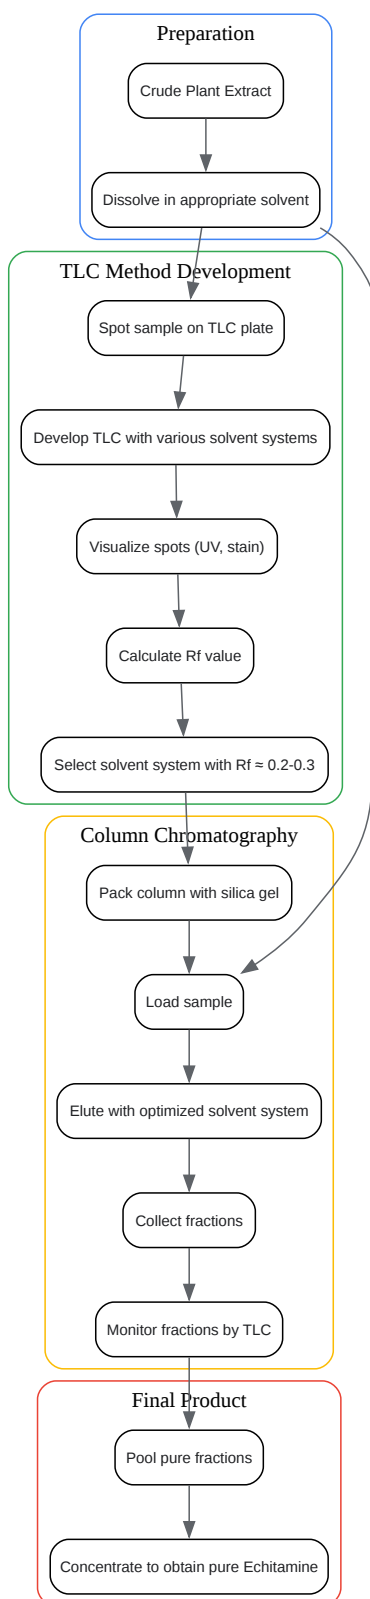 Preparation
Crude Plant Extract
Dissolve in appropriate solvent
TLC Method Development
Spot sample on TLC plate
Develop TLC with various solvent systems
Visualize spots (UV, stain)
Calculate Rf value
Select solvent system with Rf ≈ 0.2-0.3
Column Chromatography
Pack column with silica gel
Load sample
Elute with optimized solvent system
Collect fractions
Monitor fractions by TLC
Final Product
Pool pure fractions
Concentrate to obtain pure Echitamine